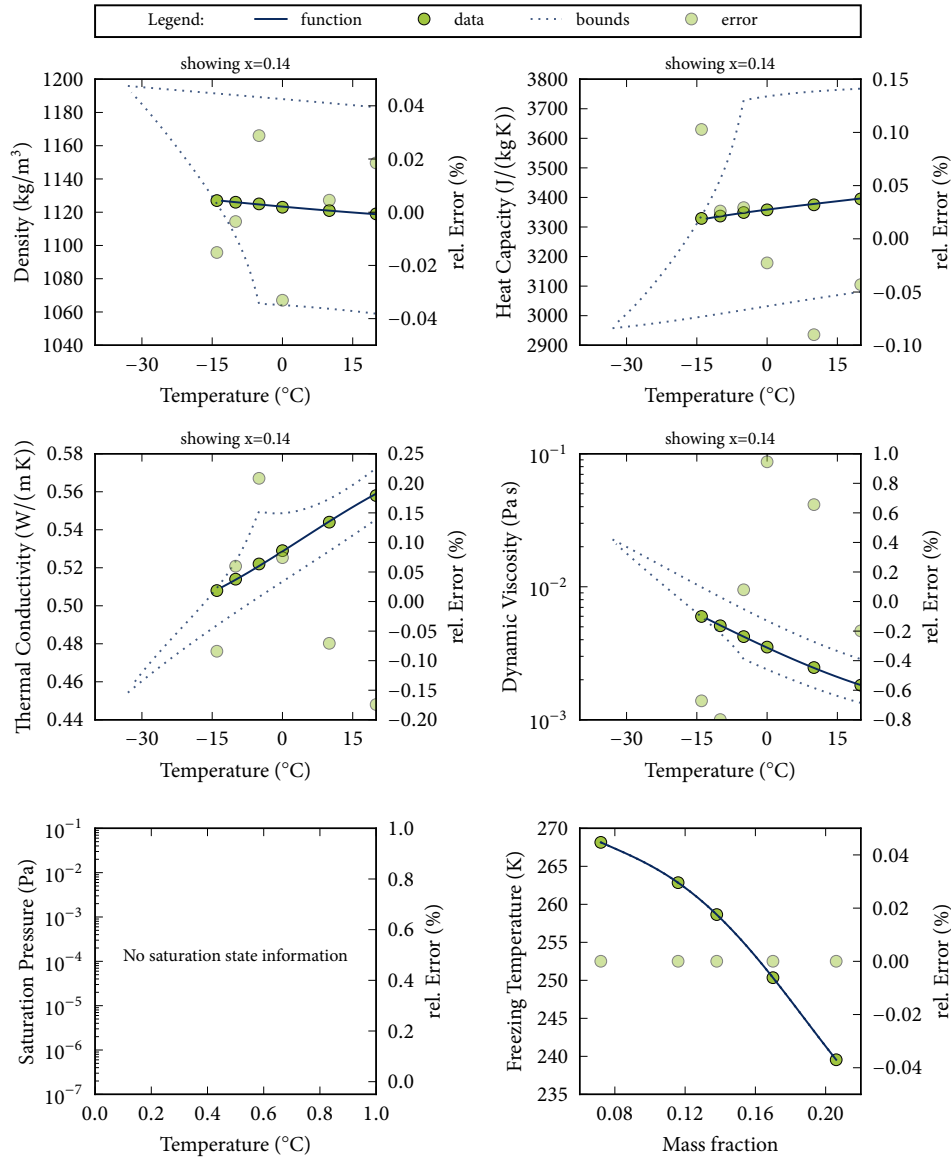 Legend: function data bounds error
showing x=0.14
1200
1180
1160
1140
1120
1100
1080
1060
1040
Density (kg/m³)
0.04
0.02
0.00
−0.02
−0.04
rel. Error (%)
−30 −15 0 15
Temperature (°C)
showing x=0.14
3800
3700
3600
3500
3400
3300
3200
3100
3000
2900
Heat Capacity (J/(kg K))
0.15
0.10
0.05
0.00
−0.05
−0.10
rel. Error (%)
−30 −15 0 15
Temperature (°C)
showing x=0.14
0.58
0.56
0.54
0.52
0.50
0.48
0.46
0.44
Thermal Conductivity (W/(m K))
0.25
0.20
0.15
0.10
0.05
0.00
−0.05
−0.10
−0.15
−0.20
rel. Error (%)
−30 −15 0 15
Temperature (°C)
showing x=0.14
10⁻¹
10⁻²
10⁻³
Dynamic Viscosity (Pa s)
1.0
0.8
0.6
0.4
0.2
0.0
−0.2
−0.4
−0.6
−0.8
rel. Error (%)
−30 −15 0 15
Temperature (°C)
10⁻¹
10⁻²
10⁻³
10⁻⁴
10⁻⁵
10⁻⁶
10⁻⁷
Saturation Pressure (Pa)
No saturation state information
1.0
0.8
0.6
0.4
0.2
0.0
rel. Error (%)
0.0 0.2 0.4 0.6 0.8 1.0
Temperature (°C)
270
265
260
255
250
245
240
235
Freezing Temperature (K)
0.04
0.02
0.00
−0.02
−0.04
rel. Error (%)
0.08 0.12 0.16 0.20
Mass fraction